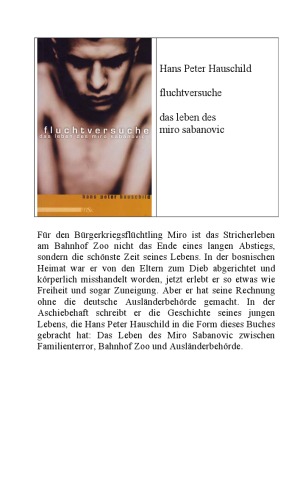 fluchtversuche
das leben des miro sabanovic
hans peter hauschild
Hans Peter Hauschild
fluchtversuche
das leben des
miro sabanovic
Für den Bürgerkriegsflüchtling Miro ist das Stricherleben
am Bahnhof Zoo nicht das Ende eines langen Abstiegs,
sondern die schönste Zeit seines Lebens. In der bosnischen
Heimat war er von den Eltern zum Dieb abgerichtet und
körperlich misshandelt worden, jetzt erlebt er so etwas wie
Freiheit und sogar Zuneigung. Aber er hat seine Rechnung
ohne die deutsche Ausländerbehörde gemacht. In der
Aschiebehaft schreibt er die Geschichte seines jungen
Lebens, die Hans Peter Hauschild in die Form dieses Buches
gebracht hat: Das Leben des Miro Sabanovic zwischen
Familienterror, Bahnhof Zoo und Ausländerbehörde.